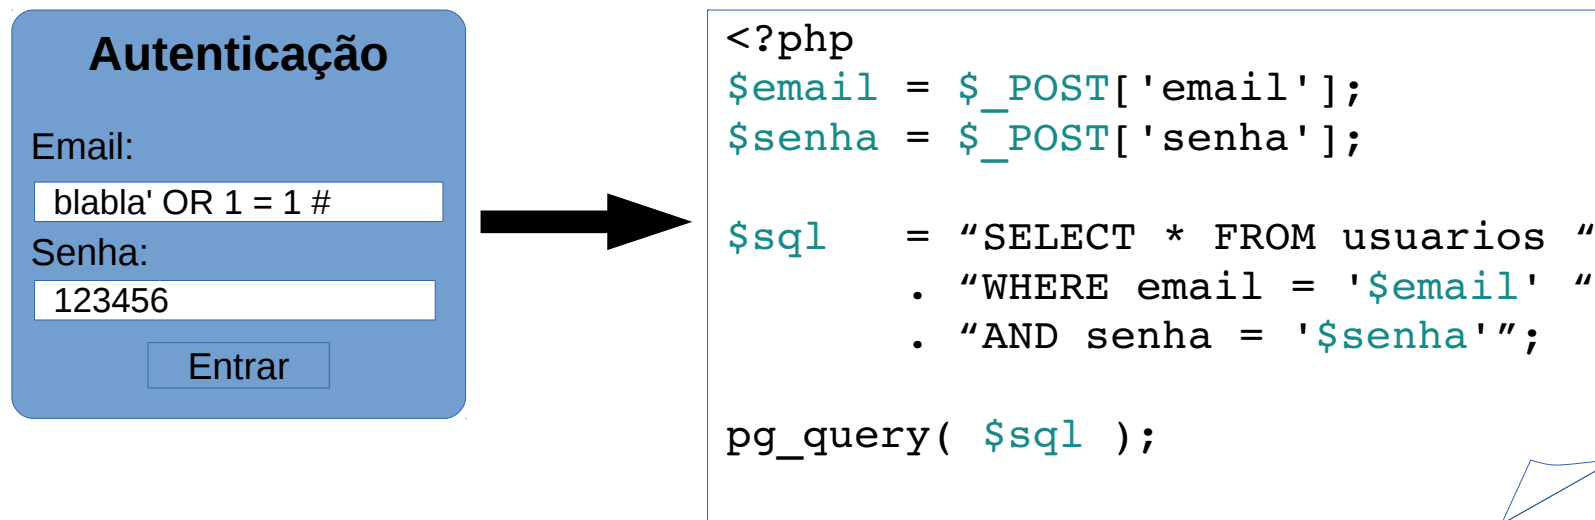 Autenticação
Email:
blabla' OR 1 = 1 #
Senha:
123456
Entrar
<?php
$email = $_POST['email'];
$senha = $_POST['senha'];
$sql   = “SELECT * FROM usuarios “
. “WHERE email = '$email' “
. “AND senha = '$senha'”;
pg_query( $sql );